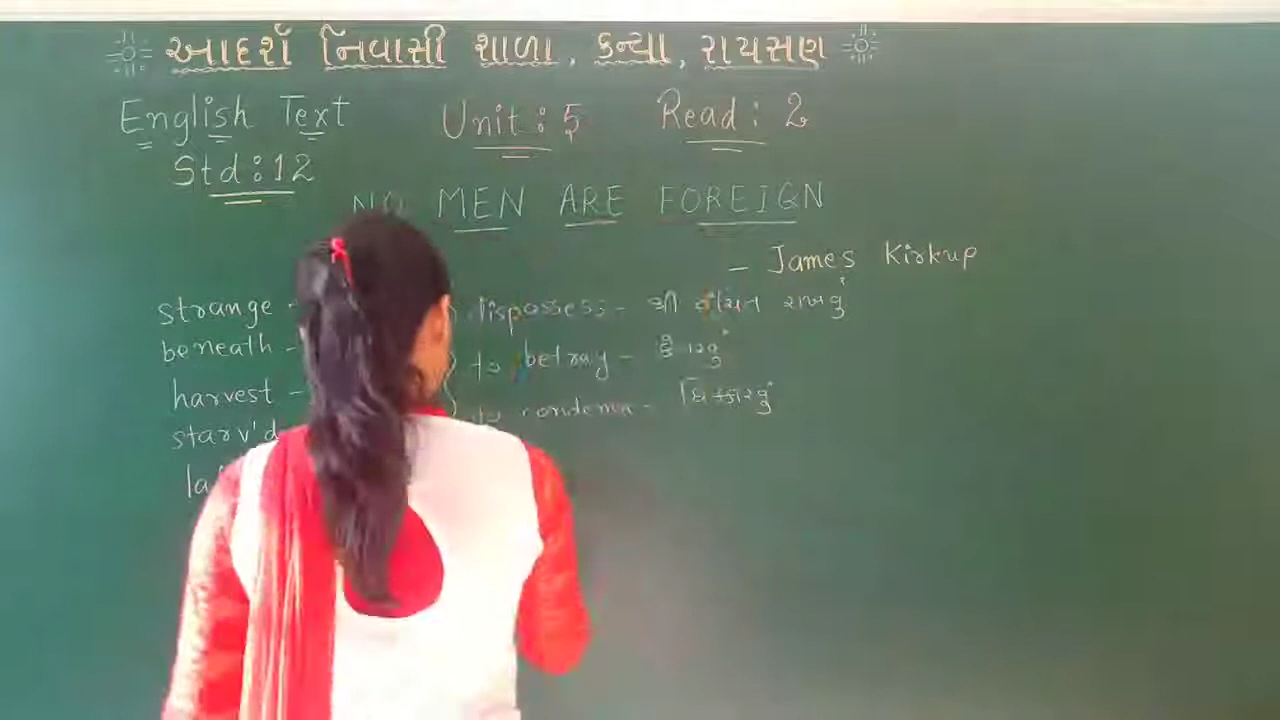 આદર્શ નિવાસી શાળા, કન્યા, રાયસણ
English Text Unit : 5 Read : 2
Std : 12
NO MEN ARE FOREIGN
- James Kirkup
strange - dispossess - થી વંચિત રાખવું
beneath - to betray -
harvest - to condemn - ધિક્કારવું
starv'd